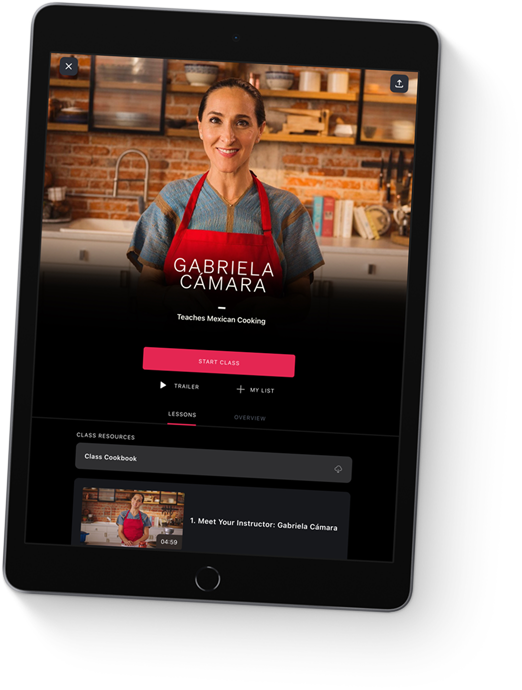 GABRIELA
CÁMARA
Teaches Mexican Cooking
START CLASS
TRAILER
MY LIST
LESSONS
OVERVIEW
CLASS RESOURCES
Class Cookbook
1. Meet Your Instructor: Gabriela Cámara
04:59